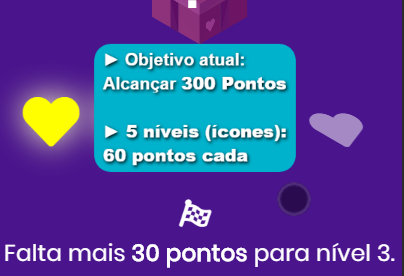 ► Objetivo atual:
Alcançar 300 Pontos
► 5 níveis (ícones):
60 pontos cada
Falta mais 30 pontos para nível 3.